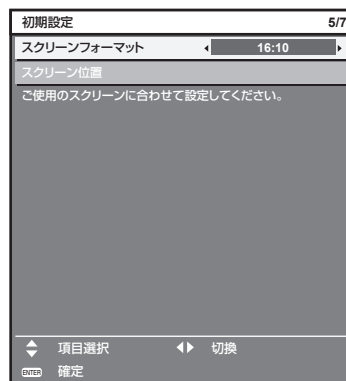 初期設定 5/7
スクリーンフォーマット 16:10
スクリーン位置
ご使用のスクリーンに合わせて設定してください。
項目選択 切換
ENTER 確定